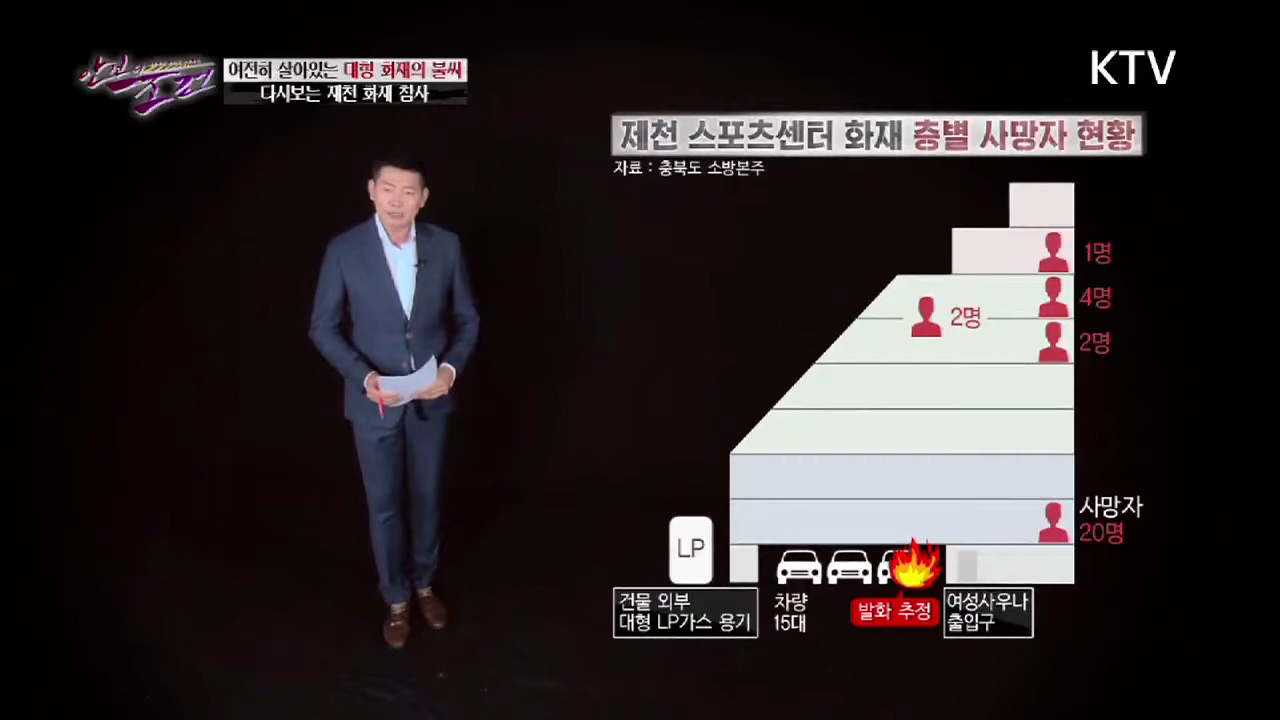 여전히 살아있는 대형 화재의 불씨
다시보는 제천 화재 참사
KTV
제천 스포츠센터 화재 층별 사망자 현황
자료 : 충북도 소방본주
1명
4명
2명
2명
사망자
20명
LP
건물 외부
대형 LP가스 용기
차량
15대
발화 추정
여성사우나
출입구